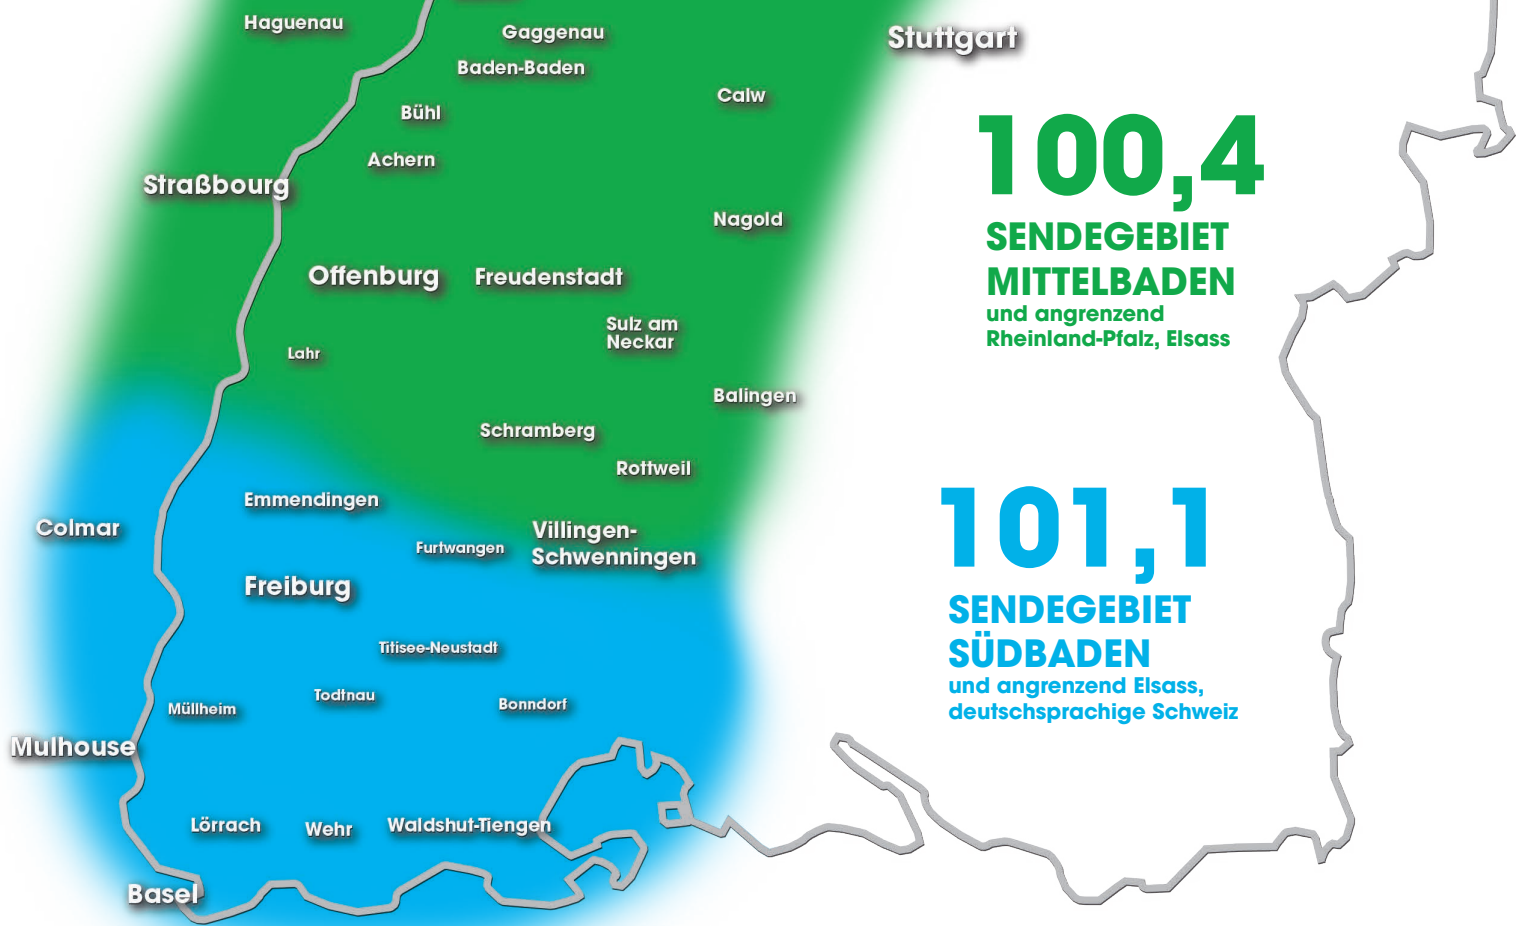 Haguenau
Gaggenau
Stuttgart
Baden-Baden
Calw
Bühl
100,4
Achern
Straßbourg
Nagold
SENDEGEBIET
MITTELBADEN
und angrenzend
Rheinland-Pfalz, Elsass
Offenburg
Freudenstadt
Sulz am
Neckar
Lahr
Balingen
Schramberg
Rottweil
Emmendingen
Colmar
Villingen-
Schwenningen
Furtwangen
101,1
Freiburg
SENDEGEBIET
SÜDBADEN
und angrenzend Elsass,
deutschsprachige Schweiz
Titisee-Neustadt
Todtnau
Müllheim
Bonndorf
Mulhouse
Lörrach
Wehr
Waldshut-Tiengen
Basel